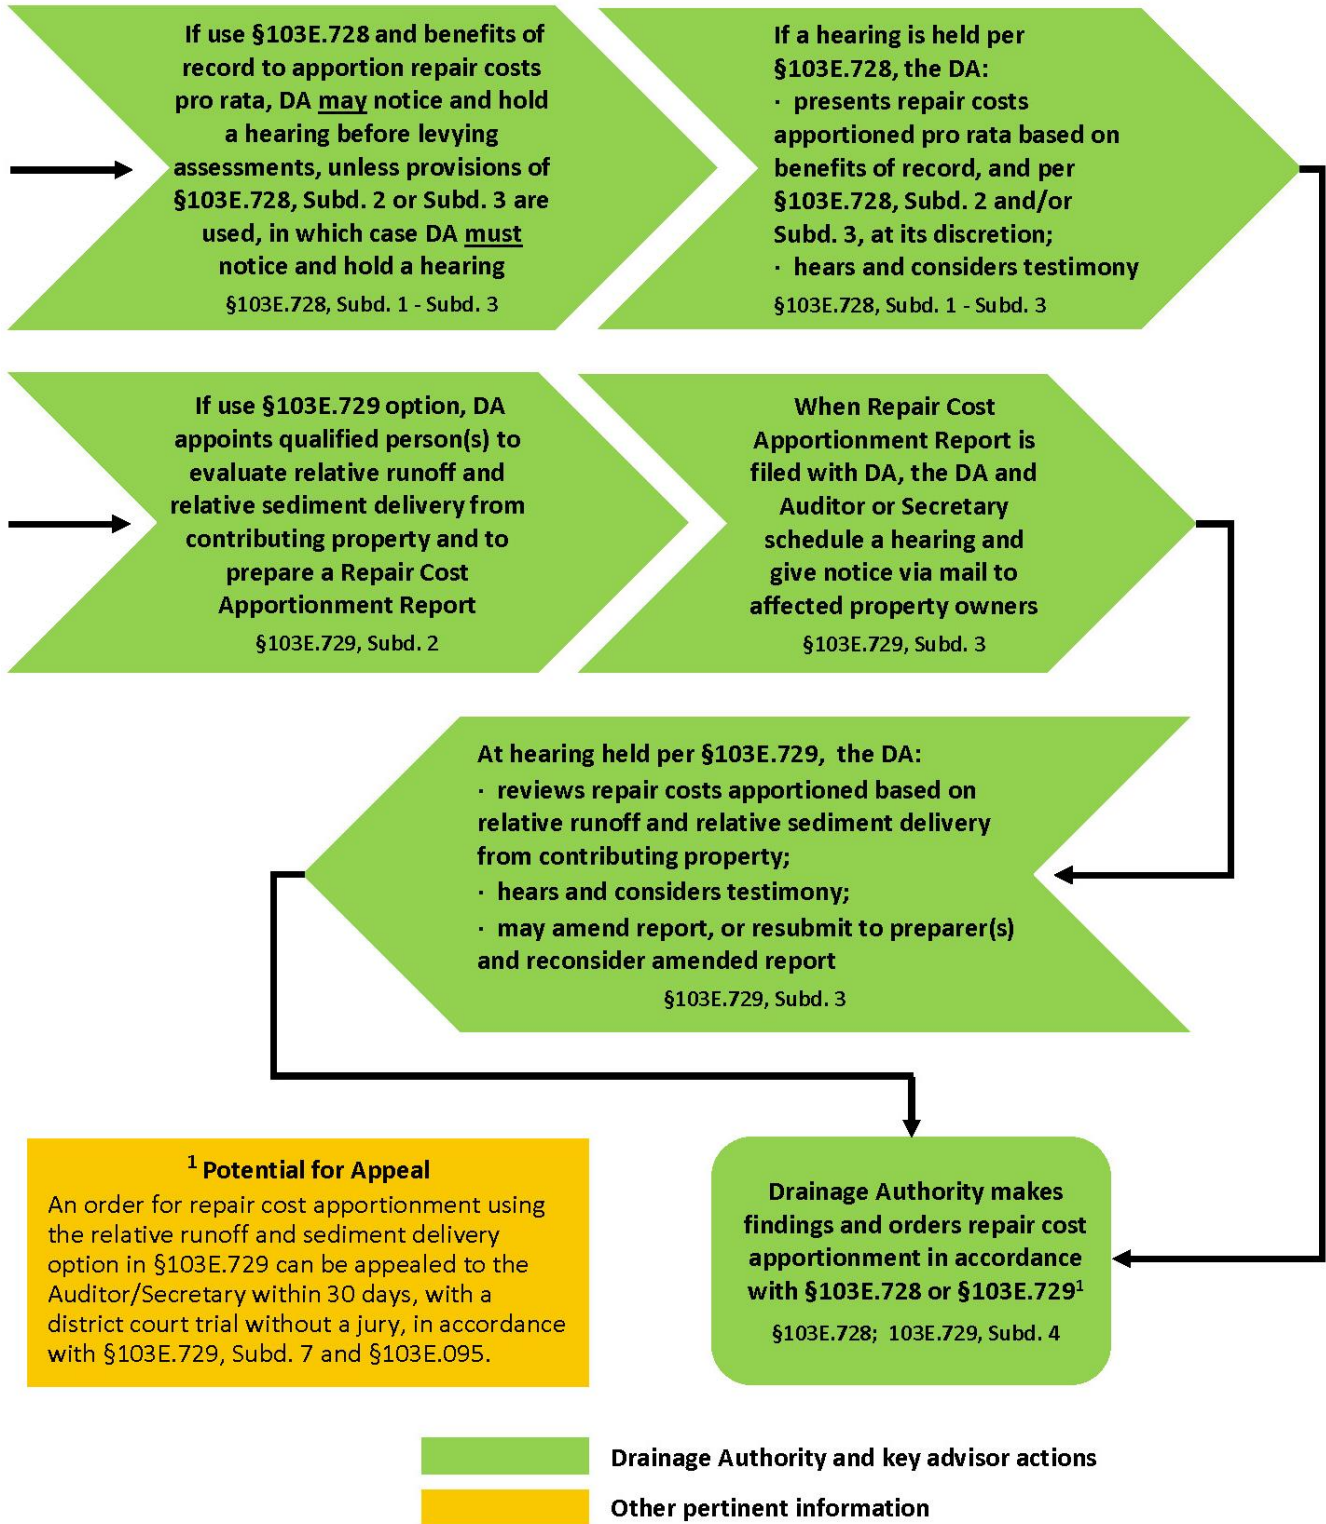 If use §103E.728 and benefits of
record to apportion repair costs
pro rata, DA may notice and hold
a hearing before levying
assessments, unless provisions of
§103E.728, Subd. 2 or Subd. 3 are
used, in which case DA must
notice and hold a hearing
§103E.728, Subd. 1 - Subd. 3
If a hearing is held per
§103E.728, the DA:
· presents repair costs
apportioned pro rata based on
benefits of record, and per
§103E.728, Subd. 2 and/or
Subd. 3, at its discretion;
· hears and considers testimony
§103E.728, Subd. 1 - Subd. 3
If use §103E.729 option, DA
appoints qualified person(s) to
evaluate relative runoff and
relative sediment delivery from
contributing property and to
prepare a Repair Cost
Apportionment Report
§103E.729, Subd. 2
When Repair Cost
Apportionment Report is
filed with DA, the DA and
Auditor or Secretary
schedule a hearing and
give notice via mail to
affected property owners
§103E.729, Subd. 3
At hearing held per §103E.729, the DA:
· reviews repair costs apportioned based on
relative runoff and relative sediment delivery
from contributing property;
· hears and considers testimony;
· may amend report, or resubmit to preparer(s)
and reconsider amended report
§103E.729, Subd. 3
1 Potential for Appeal
An order for repair cost apportionment using
the relative runoff and sediment delivery
option in §103E.729 can be appealed to the
Auditor/Secretary within 30 days, with a
district court trial without a jury, in accordance
with §103E.729, Subd. 7 and §103E.095.
Drainage Authority makes
findings and orders repair cost
apportionment in accordance
with §103E.728 or §103E.729¹
§103E.728; 103E.729, Subd. 4
Drainage Authority and key advisor actions
Other pertinent information